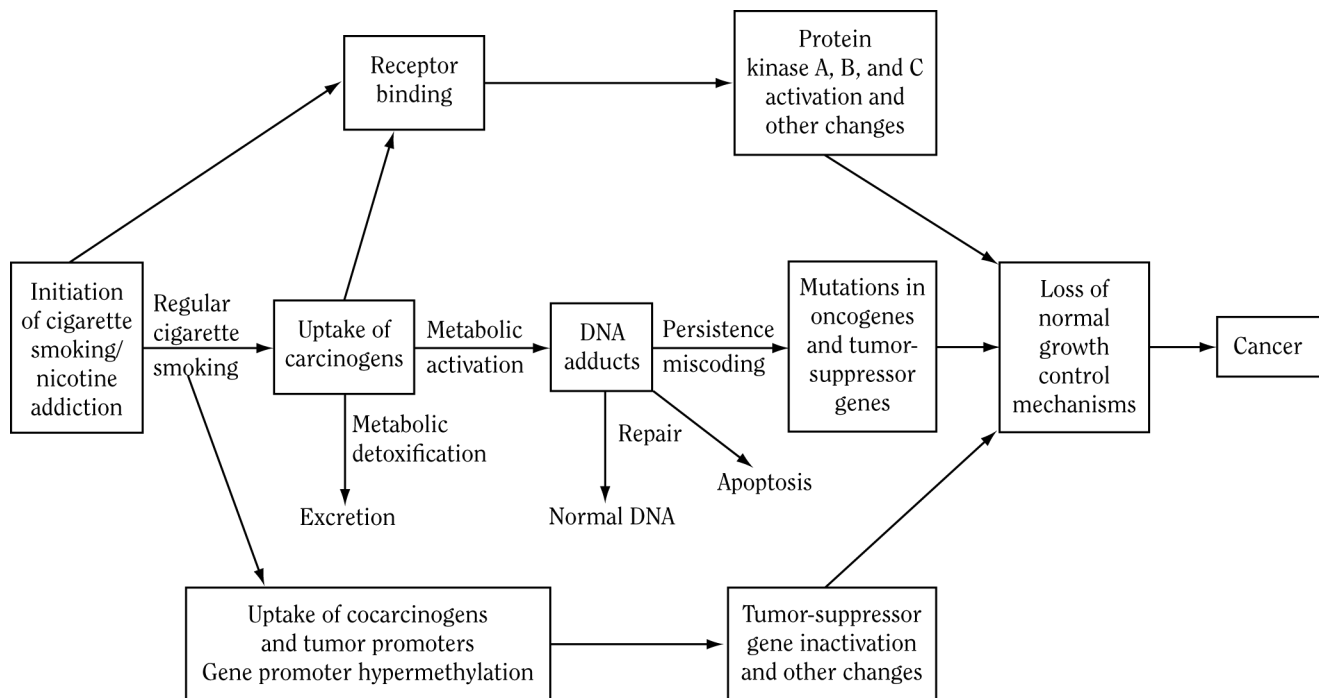 Receptor
binding
Protein
kinase A, B, and C
activation and
other changes
Initiation
of cigarette
smoking/
nicotine
addiction
Regular
cigarette
smoking
Uptake of
carcinogens
Metabolic
activation
DNA
adducts
Persistence
miscoding
Mutations in
oncogenes
and tumor-
suppressor
genes
Loss of
normal
growth
control
mechanisms
Cancer
Metabolic
detoxification
Excretion
Repair
Normal DNA
Apoptosis
Uptake of cocarcinogens
and tumor promoters
Gene promoter hypermethylation
Tumor-suppressor
gene inactivation
and other changes